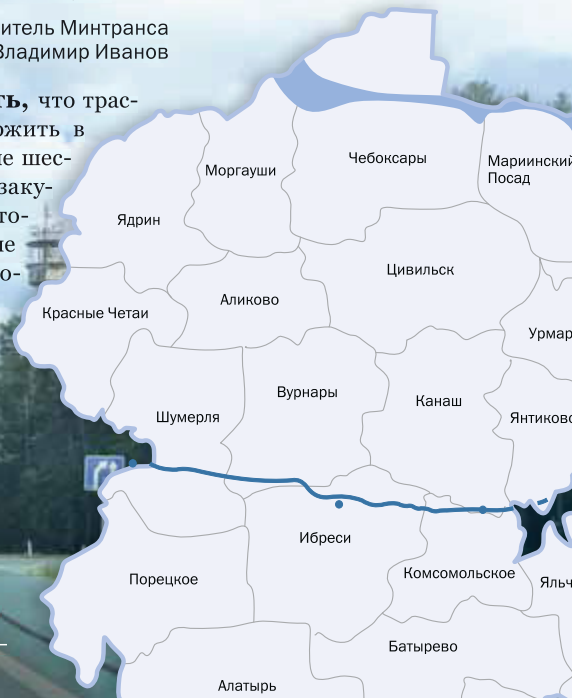 итель Минтранса
Владимир Иванов
ть, что трас-
ожить в
ие шес-
заку-
то-
ие
о-
Моргауши
Чебоксары
Мариинский
Посад
Ядрин
Цивильск
Аликово
Красные Четаи
Урмар
Вурнары
Канаш
Шумерля
Янтиково
Ибреси
Порецкое
Комсомольское
Яльч
Батырево
Алатырь